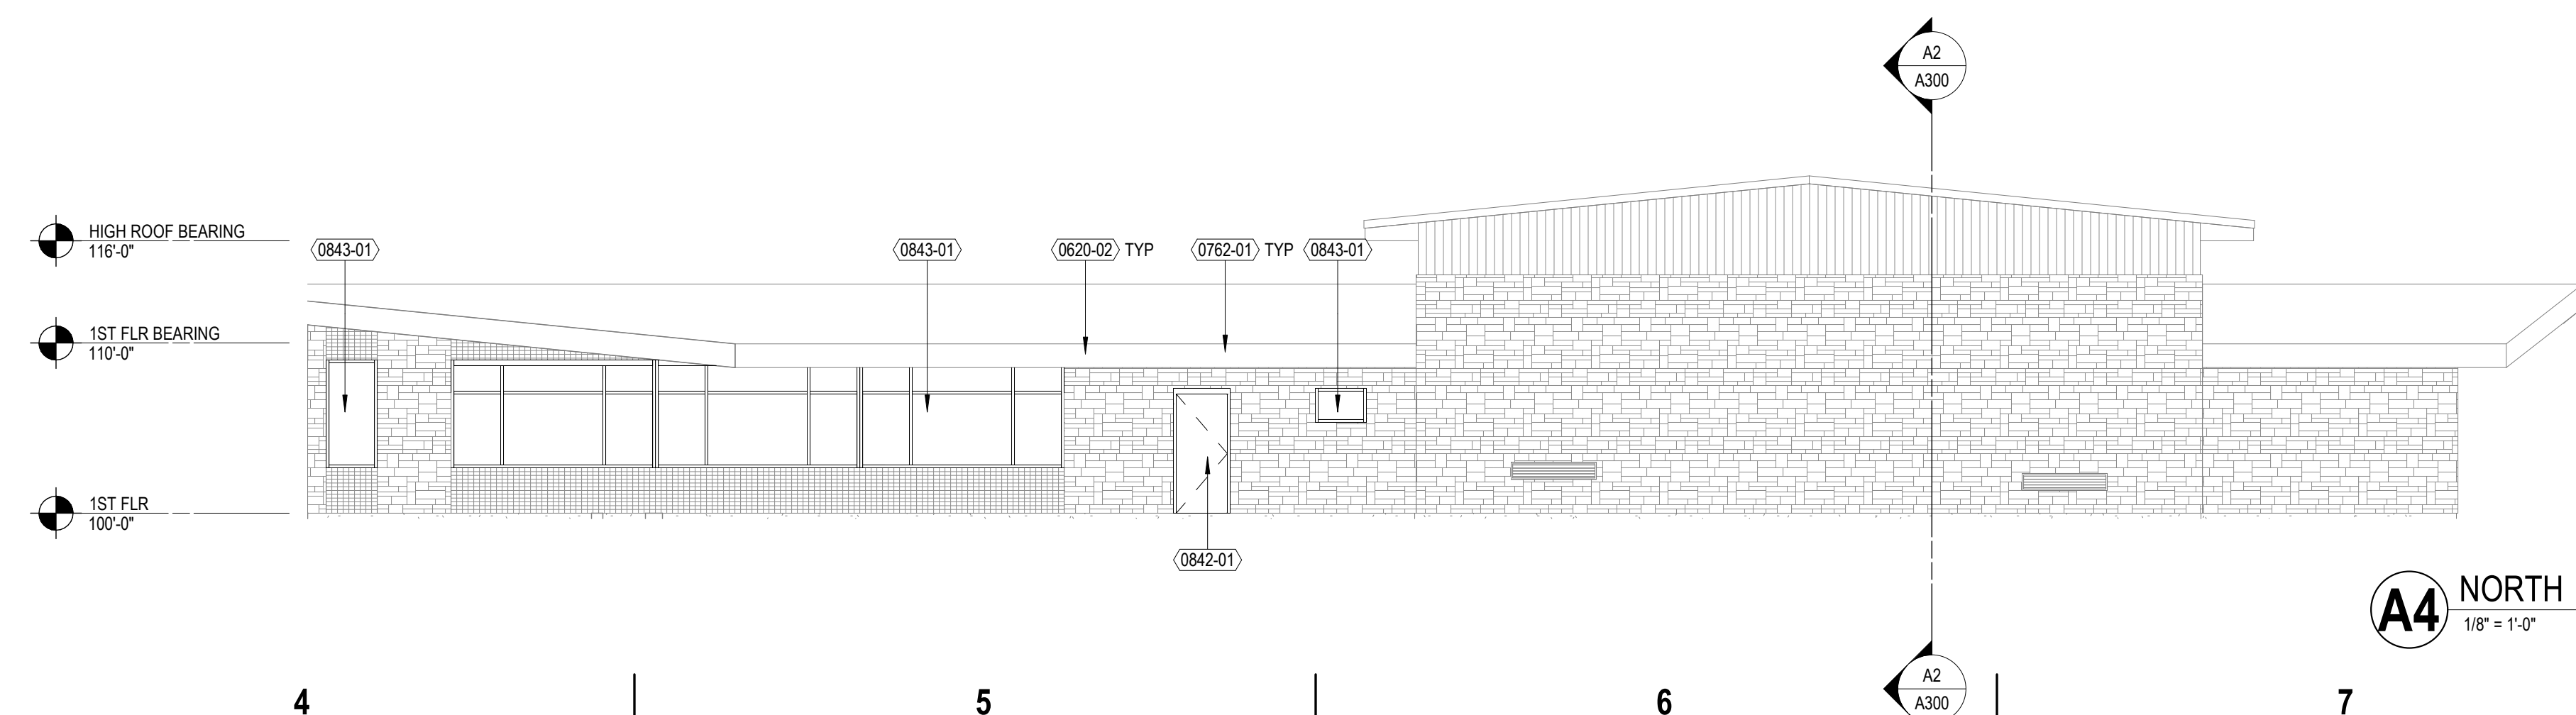 A2
A300
HIGH ROOF BEARING
116'-0"
0843-01
0843-01
0620-02 TYP
0762-01 TYP
0843-01
1ST FLR BEARING
110'-0"
1ST FLR
100'-0"
0842-01
A4
NORTH
1/8" = 1'-0"
A2
A300
4
5
6
7